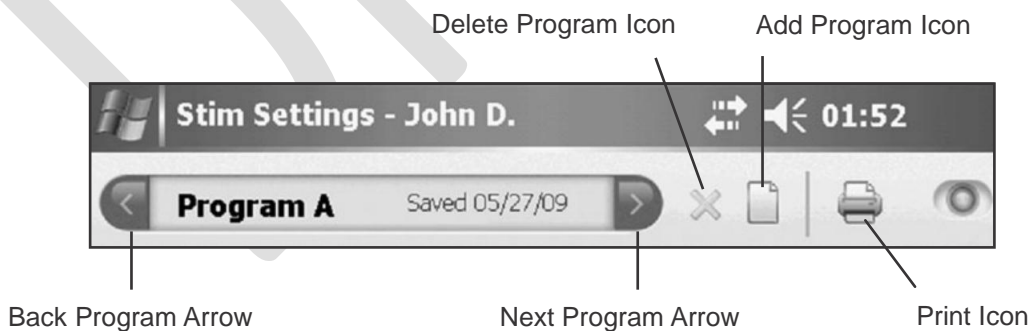 Delete Program Icon
Add Program Icon
Stim Settings - John D.
01:52
Program A
Saved 05/27/09
Back Program Arrow
Next Program Arrow
Print Icon